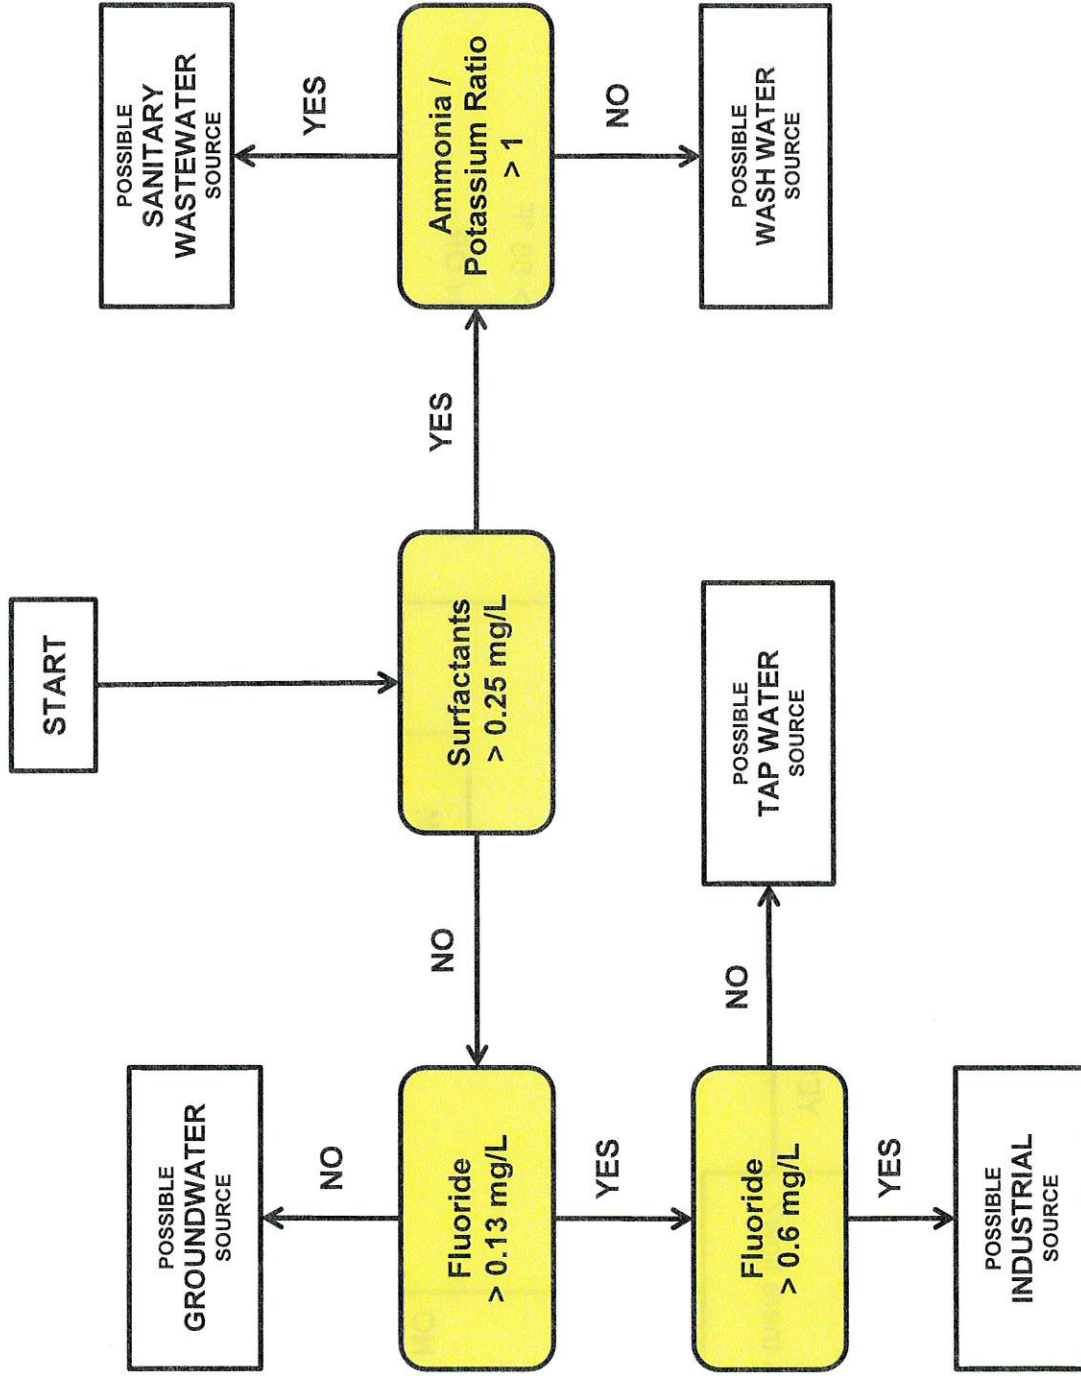 START
POSSIBLE
GROUNDWATER
SOURCE
POSSIBLE
SANITARY
WASTEWATER
SOURCE
NO
YES
Fluoride
> 0.13 mg/L
NO
Surfactants
> 0.25 mg/L
YES
Ammonia /
Potassium Ratio
> 1
YES
NO
Fluoride
> 0.6 mg/L
NO
POSSIBLE
TAP WATER
SOURCE
POSSIBLE
WASH WATER
SOURCE
YES
POSSIBLE
INDUSTRIAL
SOURCE